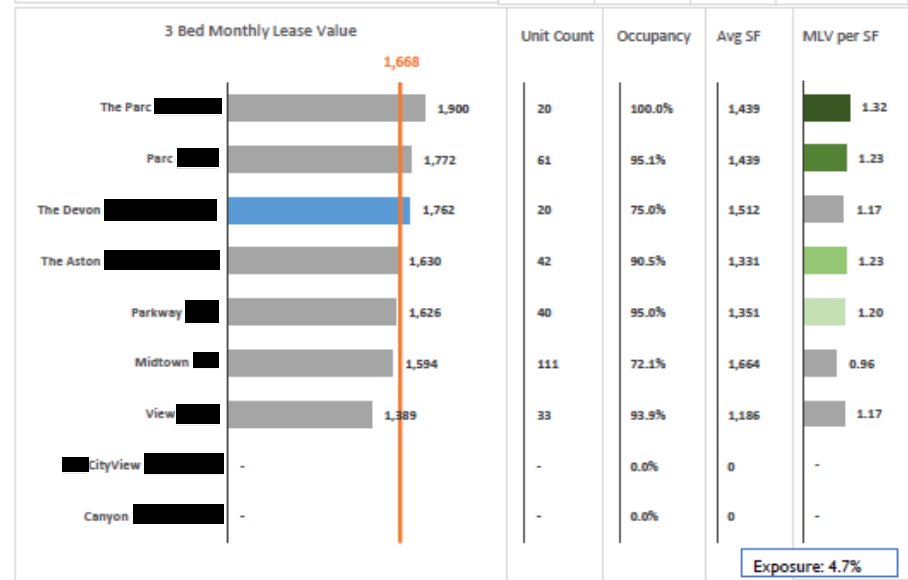 3 Bed Monthly Lease Value Unit Count Occupancy Avg SF MLV per SF
1,668
The Parc 1,900 20 100.0% 1,439 1.32
Parc 1,772 61 95.1% 1,439 1.23
The Devon 1,762 20 75.0% 1,512 1.17
The Aston 1,630 42 90.5% 1,331 1.23
Parkway 1,626 40 95.0% 1,351 1.20
Midtown 1,594 111 72.1% 1,664 0.96
View 1,389 33 93.9% 1,186 1.17
CityView - - 0.0% 0 -
Canyon - - 0.0% 0 -
Exposure: 4.7%